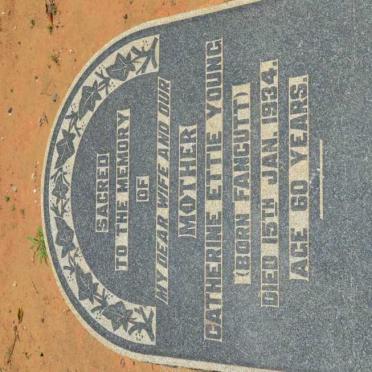 SACRED
TO THE MEMORY
OF
MY DEAR WIFE AND OUR
MOTHER
CATHERINE ETTIE YOUNG
(BORN FANCUTT)
DIED 15TH JAN. 1934.
AGE 60 YEARS.